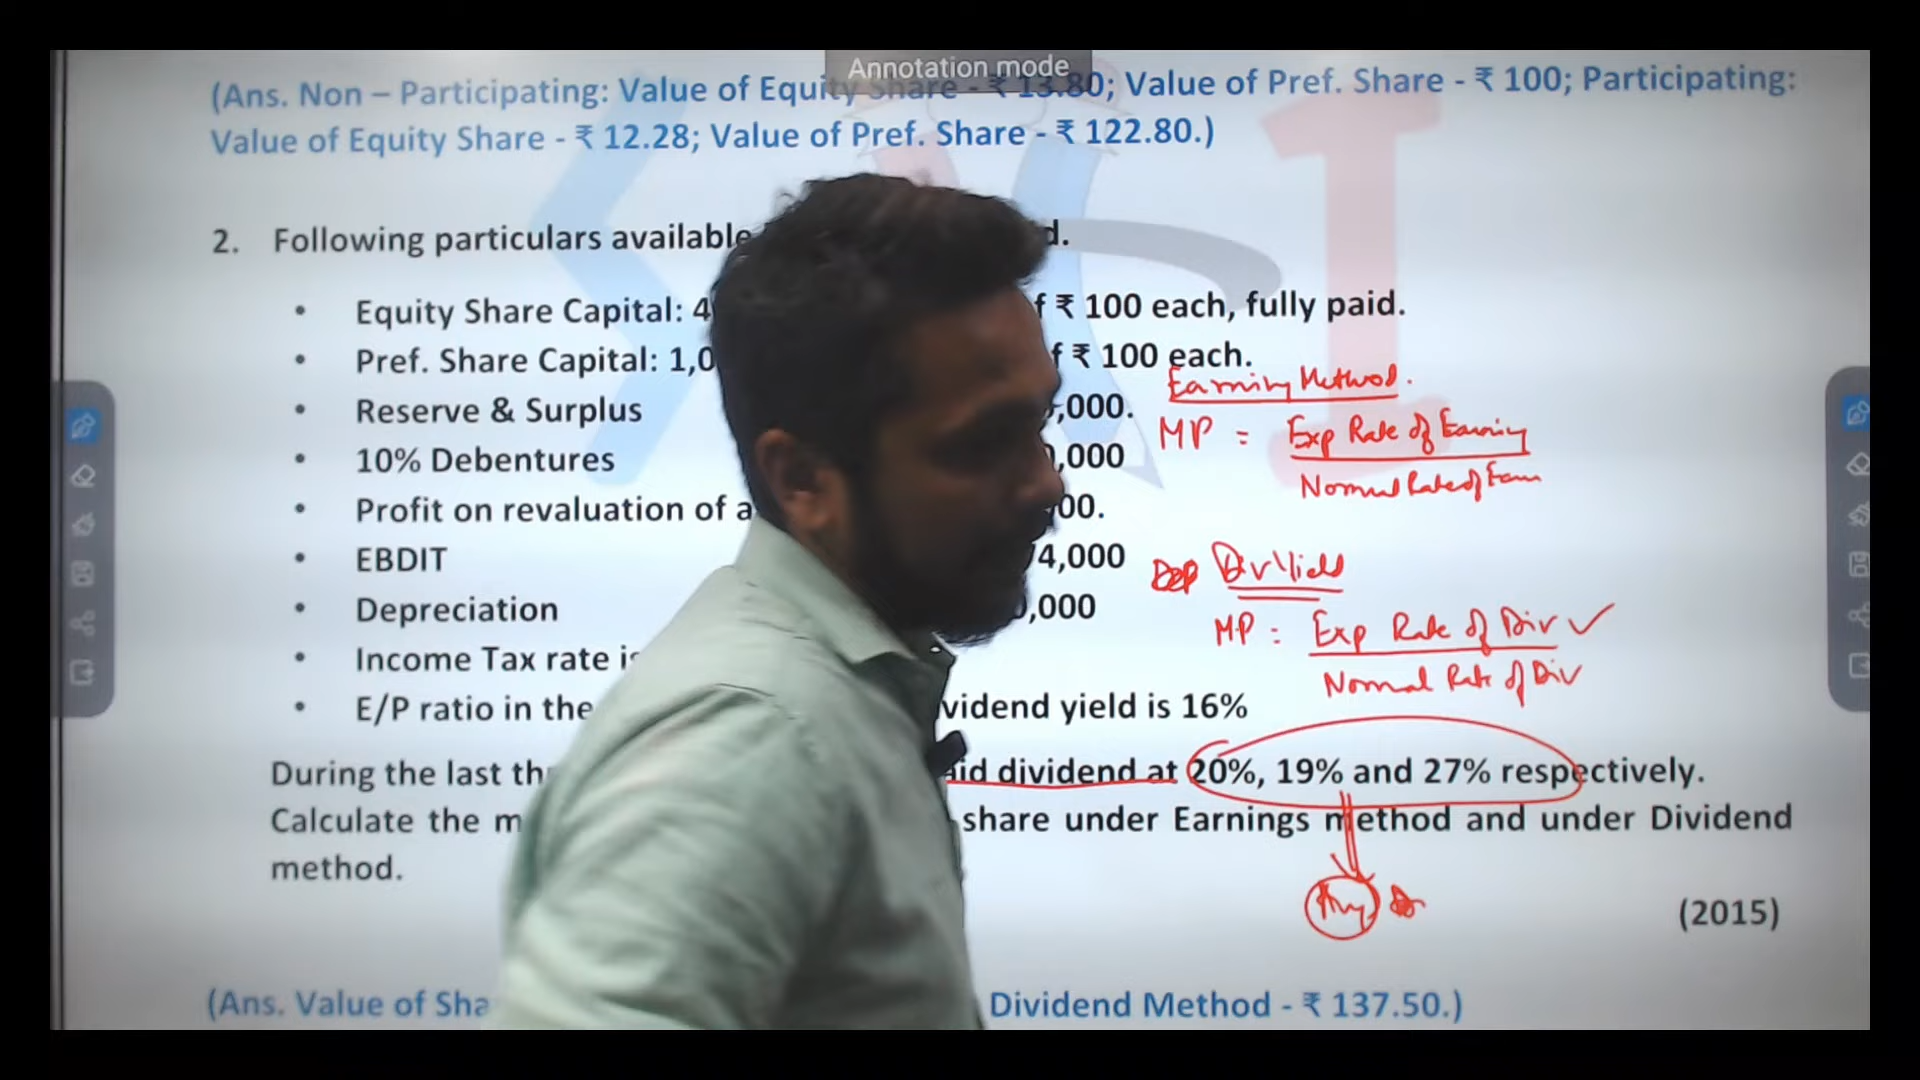 Annotation mode
(Ans. Non – Participating: Value of Equity Share - ₹ 13.80; Value of Pref. Share - ₹ 100; Participating:
Value of Equity Share - ₹ 12.28; Value of Pref. Share - ₹ 122.80.)
2. Following particulars available d.
• Equity Share Capital: 4 f ₹ 100 each, fully paid.
• Pref. Share Capital: 1,0 f ₹ 100 each.
Earning Method.
• Reserve & Surplus ,000.
MP = Exp Rate of Earning
Normal Rate of Earn
• 10% Debentures ,000
• Profit on revaluation of a 00.
• EBDIT 4,000
Div Yield
• Depreciation ,000
MP : Exp Rate of Div ✓
Normal Rate of Div
• Income Tax rate is
• E/P ratio in the vidend yield is 16%
During the last th aid dividend at 20%, 19% and 27% respectively.
Calculate the m share under Earnings method and under Dividend
method.
Avg
(2015)
(Ans. Value of Sha Dividend Method - ₹ 137.50.)